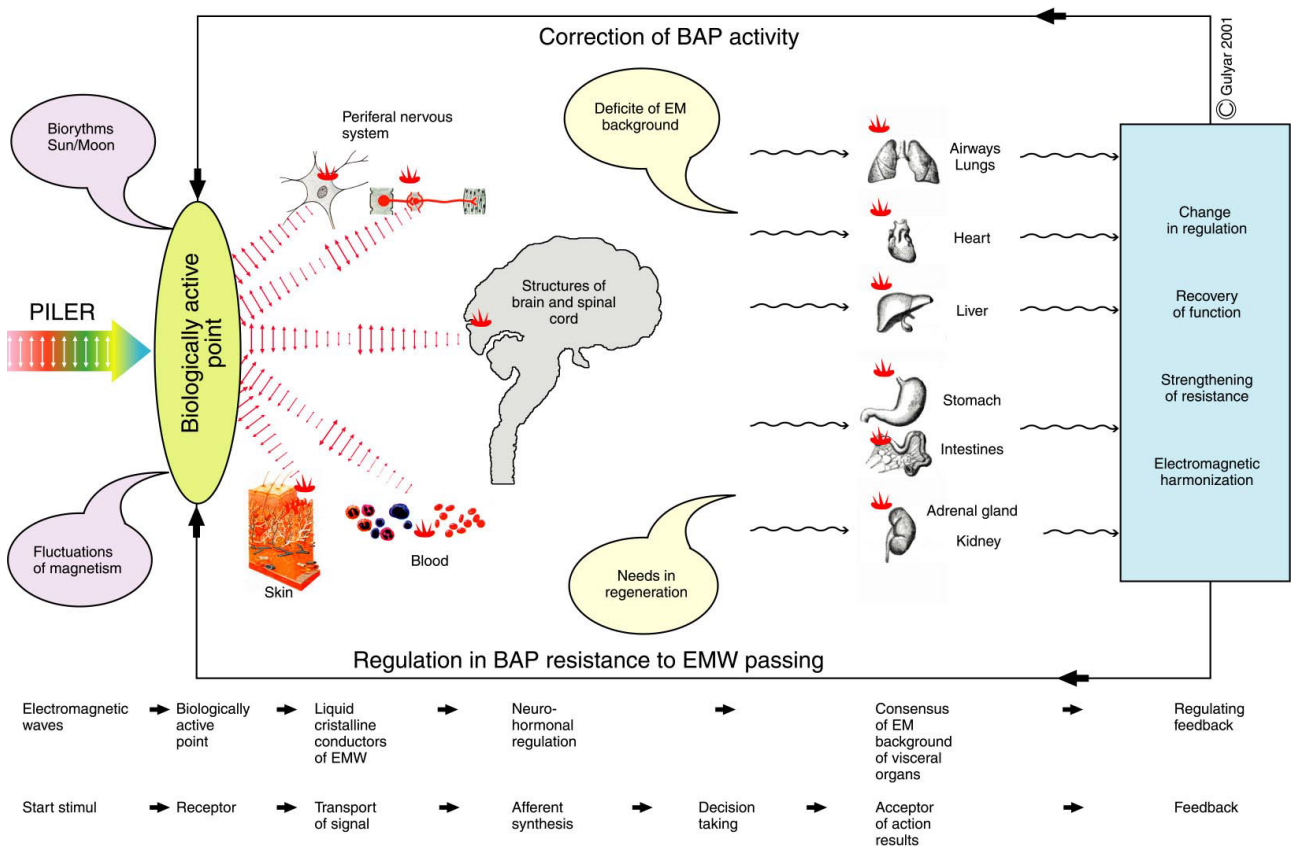 Correction of BAP activity
© Gulyar 2001
Biorythms
Sun/Moon
Periferal nervous
system
Deficite of EM
background
Airways
Lungs
Heart
Liver
Stomach
Intestines
Adrenal gland
Kidney
Change
in regulation
Recovery
of function
Strengthening
of resistance
Electromagnetic
harmonization
PILER
Biologically active
point
Structures of
brain and spinal
cord
Fluctuations
of magnetism
Skin
Blood
Needs in
regeneration
Regulation in BAP resistance to EMW passing
Electromagnetic
waves
Biologically
active
point
Liquid
cristalline
conductors
of EMW
Neuro-
hormonal
regulation
Consensus
of EM
background
of visceral
organs
Regulating
feedback
Start stimul
Receptor
Transport
of signal
Afferent
synthesis
Decision
taking
Acceptor
of action
results
Feedback